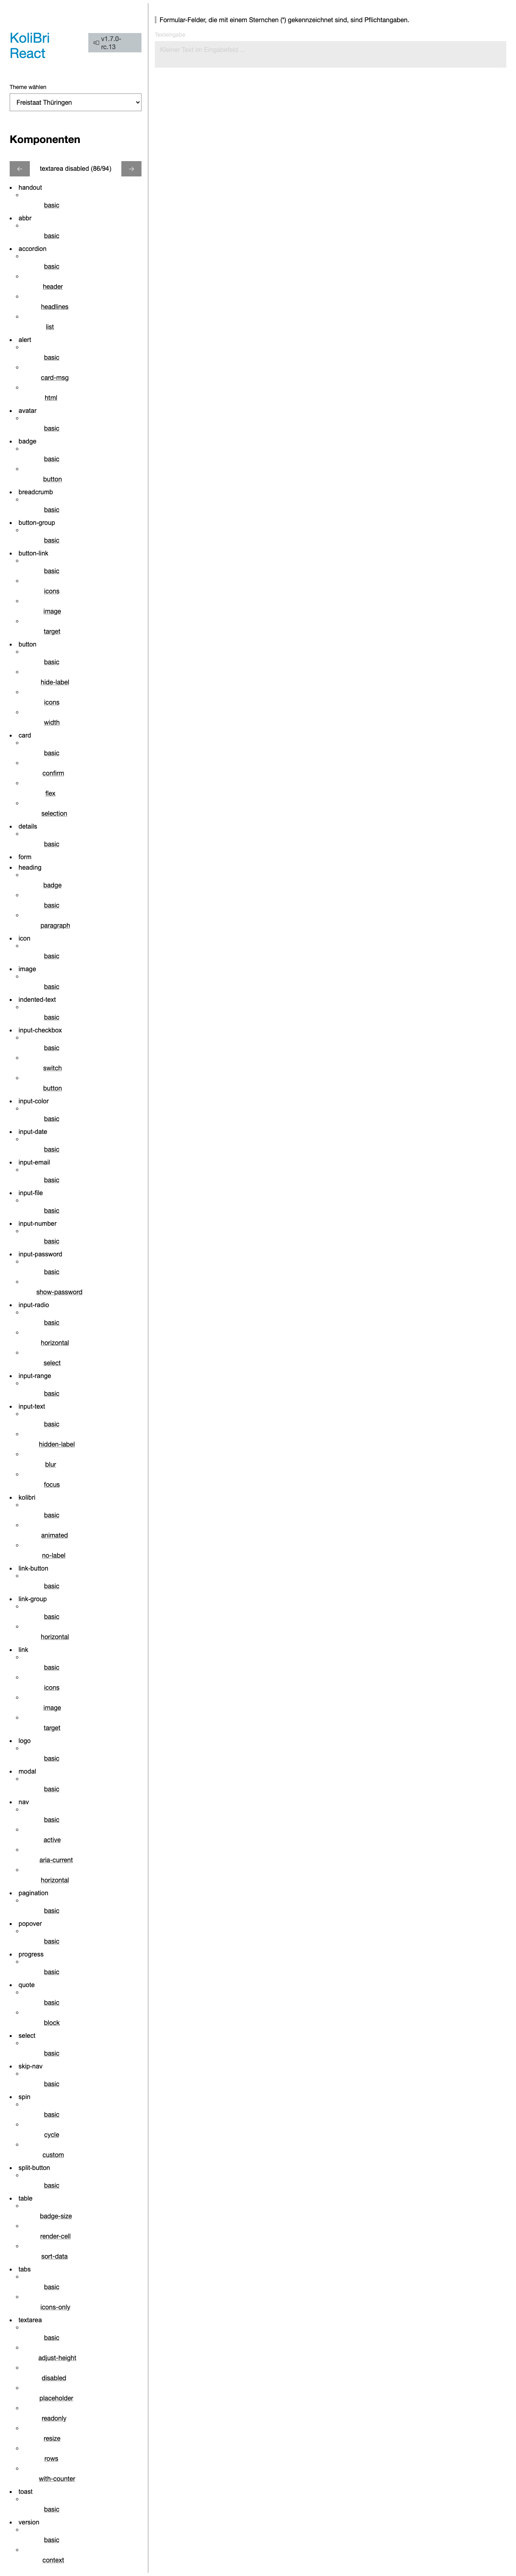 KoliBri
React
v1.7.0-
rc.13
Theme wählen
Freistaat Thüringen
Komponenten
textarea disabled (86/94)
handout
basic
abbr
basic
accordion
basic
header
headlines
list
alert
basic
card-msg
html
avatar
basic
badge
basic
button
breadcrumb
basic
button-group
basic
button-link
basic
icons
image
target
button
basic
hide-label
icons
width
card
basic
confirm
flex
selection
details
basic
form
heading
badge
basic
paragraph
icon
basic
image
basic
indented-text
basic
input-checkbox
basic
switch
button
input-color
basic
input-date
basic
input-email
basic
input-file
basic
input-number
basic
input-password
basic
show-password
input-radio
basic
horizontal
select
input-range
basic
input-text
basic
hidden-label
blur
focus
kolibri
basic
animated
no-label
link-button
basic
link-group
basic
horizontal
link
basic
icons
image
target
logo
basic
modal
basic
nav
basic
active
aria-current
horizontal
pagination
basic
popover
basic
progress
basic
quote
basic
block
select
basic
skip-nav
basic
spin
basic
cycle
custom
split-button
basic
table
badge-size
render-cell
sort-data
tabs
basic
icons-only
textarea
basic
adjust-height
disabled
placeholder
readonly
resize
rows
with-counter
toast
basic
version
basic
context
Formular-Felder, die mit einem Sternchen (*) gekennzeichnet sind, sind Pflichtangaben.
Texteingabe